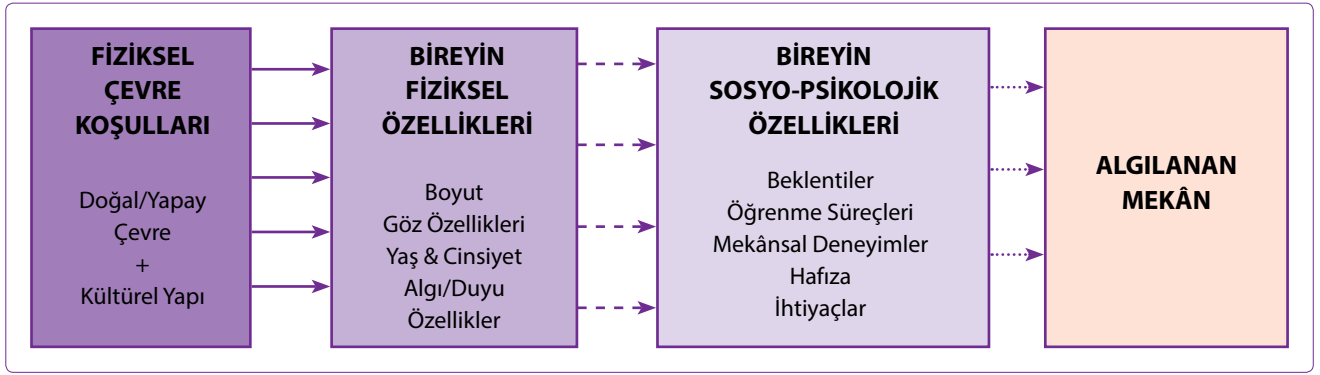 FİZİKSEL
ÇEVRE
KOŞULLARI
Doğal/Yapay
Çevre
+
Kültürel Yapı
BİREYİN
FİZİKSEL
ÖZELLİKLERİ
Boyut
Göz Özellikleri
Yaş & Cinsiyet
Algı/Duyu
Özellikler
BİREYİN
SOSYO-PSİKOLOJİK
ÖZELLİKLERİ
Beklentiler
Öğrenme Süreçleri
Mekânsal Deneyimler
Hafıza
İhtiyaçlar
ALGILANAN
MEKÂN